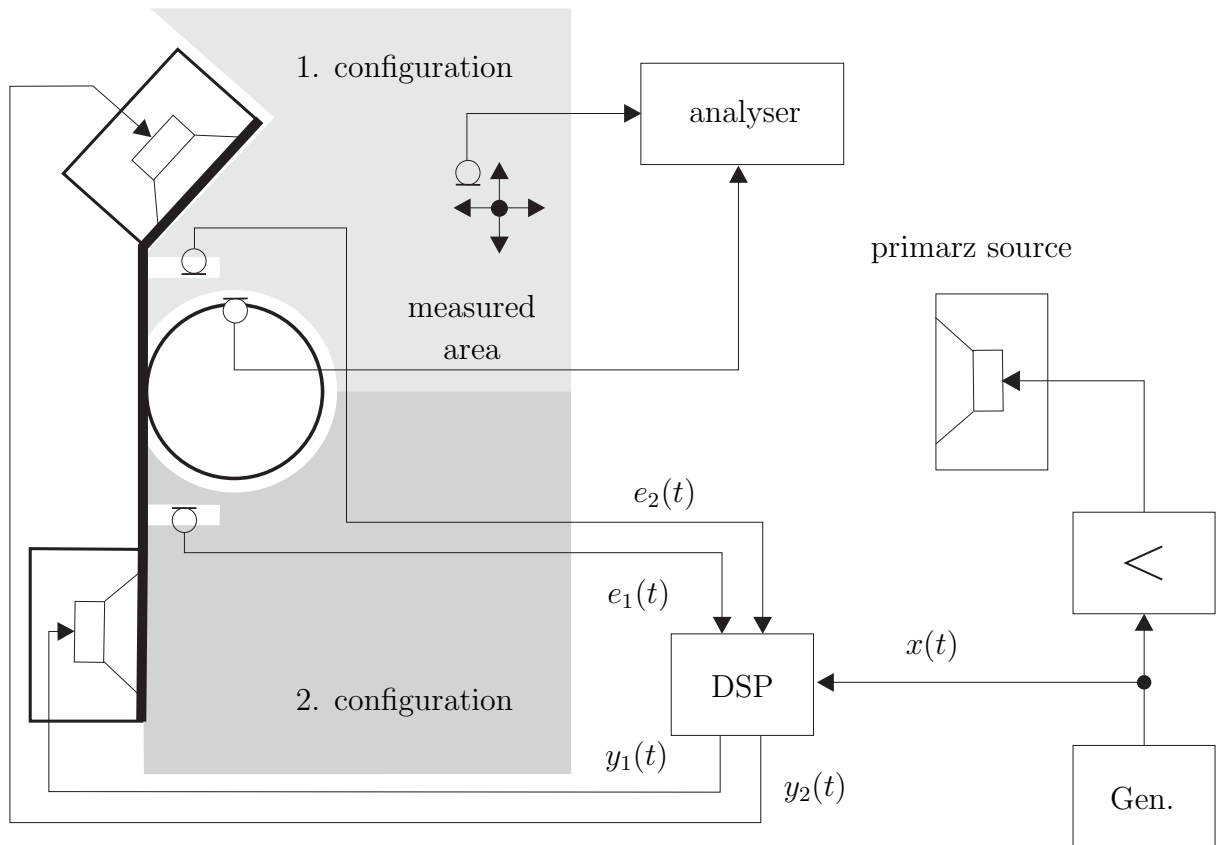 1. configuration
analyser
primarz source
measured
area
e₂(t)
e₁(t)
x(t)
DSP
2. configuration
y₁(t)
y₂(t)
Gen.